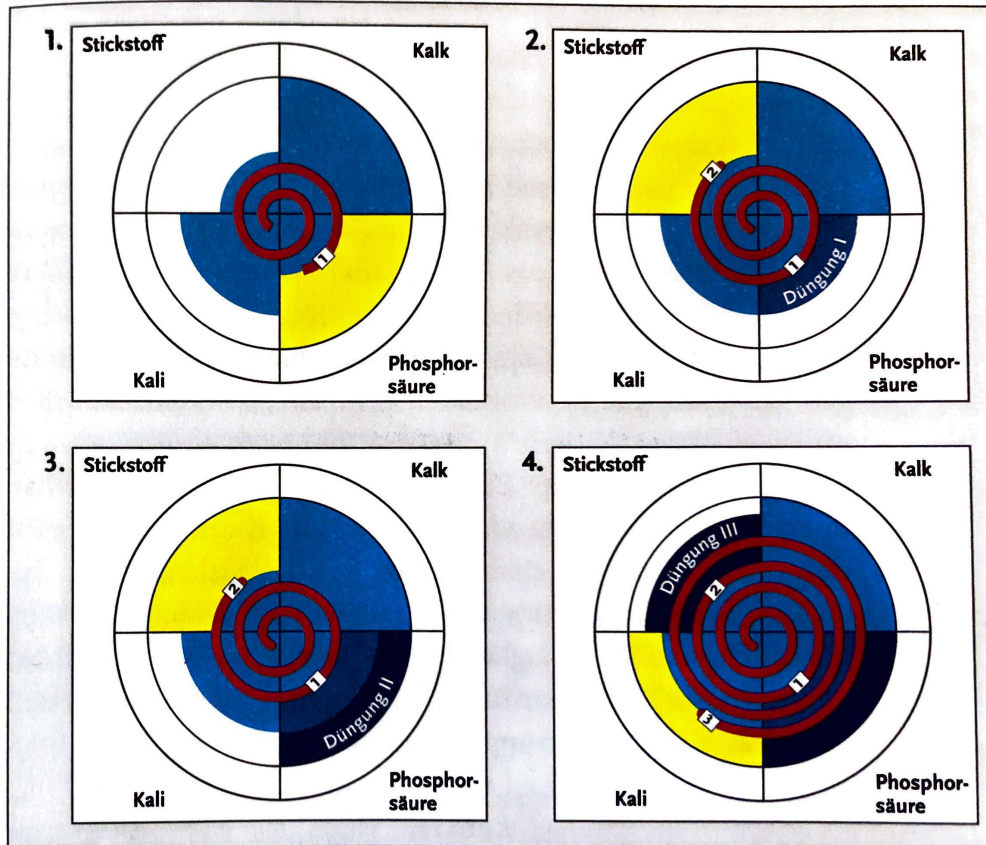 1.
Stickstoff
Kalk
1
Kali
Phosphor-
säure
2.
Stickstoff
Kalk
2
1
Düngung I
Kali
Phosphor-
säure
3.
Stickstoff
Kalk
2
1
Düngung II
Kali
Phosphor-
säure
4.
Stickstoff
Kalk
Düngung III
2
1
3
Kali
Phosphor-
säure